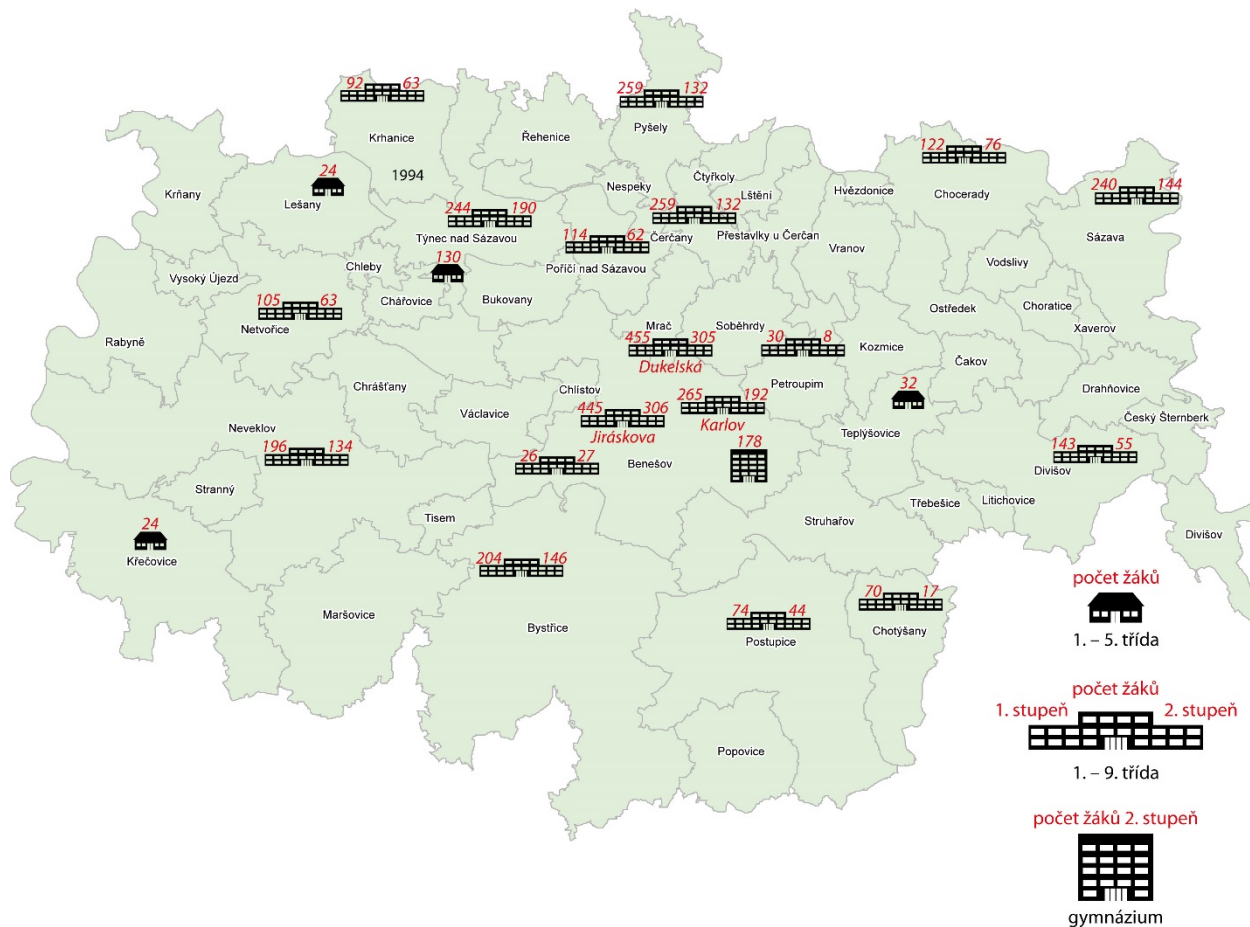 92 63
Krhanice
1994
259 132
Pyšely
Řehenice
122 76
Chocerady
240 144
Sázava
Krňany
24
Lešany
Nespeky
Čtyřkoly
Lštění
Hvězdonice
244 190
Týnec nad Sázavou
259 132
Čerčany
114 62
Poříčí nad Sázavou
Přestavlky u Čerčan
Vranov
Vodslivy
Vysoký Újezd
Chleby
130
Chářovice
Bukovany
105 63
Netvořice
Ostředek
Choratice
Xaverov
Rabyně
Mrač
455 305
Dukelská
Soběhrdy
30 8
Kozmice
Čakov
Petroupim
Chrášťany
Chlístov
Václavice
445 306
Jiráskova
265 192
Karlov
32
Teplýšovice
Drahňovice
Český Šternberk
Neveklov
196 134
26 27
Benešov
178
143 55
Divišov
Stranný
Třebešice
Litichovice
Tisem
Struhařov
Divišov
24
Křečovice
204 146
Bystřice
Maršovice
74 44
Postupice
70 17
Chotýšany
Popovice
počet žáků
1. – 5. třída
počet žáků
1. stupeň 2. stupeň
1. – 9. třída
počet žáků 2. stupeň
gymnázium